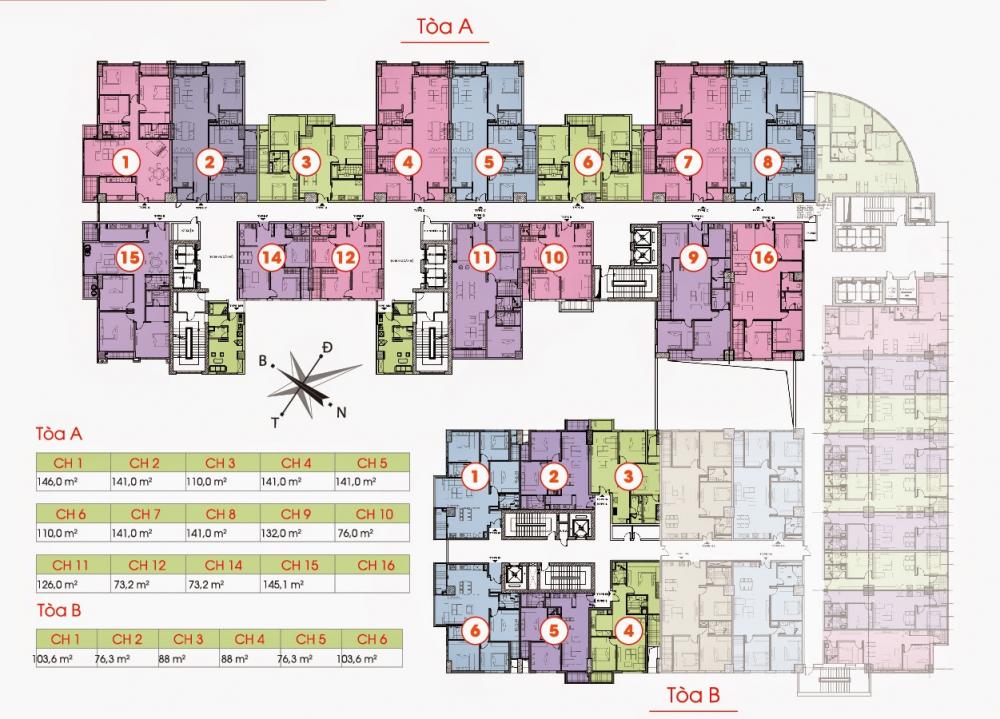 Tòa A
1
2
3
4
5
6
7
8
15
14
12
11
10
9
16
B
Đ
T
N
Tòa A
CH 1 CH 2 CH 3 CH 4 CH 5
146,0 m² 141,0 m² 110,0 m² 141,0 m² 141,0 m²
CH 6 CH 7 CH 8 CH 9 CH 10
110,0 m² 141,0 m² 141,0 m² 132,0 m² 76,0 m²
CH 11 CH 12 CH 14 CH 15 CH 16
126,0 m² 73,2 m² 73,2 m² 145,1 m²
Tòa B
CH 1 CH 2 CH 3 CH 4 CH 5 CH 6
103,6 m² 76,3 m² 88 m² 88 m² 76,3 m² 103,6 m²
1
2
3
6
5
4
Tòa B